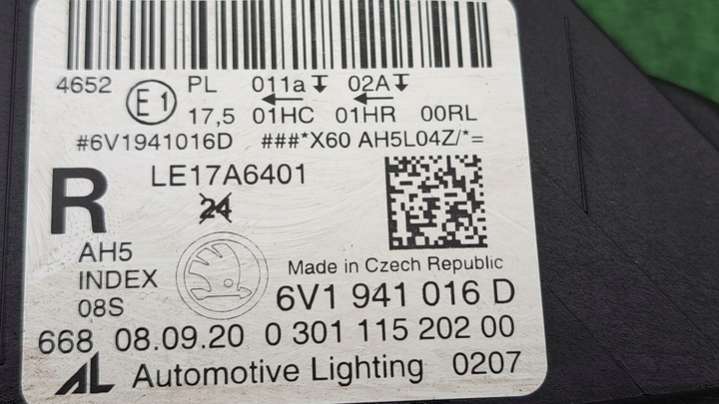 4652 E1 PL 011a 02A
17,5 01HC 01HR 00RL
#6V1941016D ###*X60 AH5L04Z/*=
R LE17A6401
24
AH5
INDEX
08S
Made in Czech Republic
6V1 941 016 D
668 08.09.20 0 301 115 202 00
AL Automotive Lighting 0207